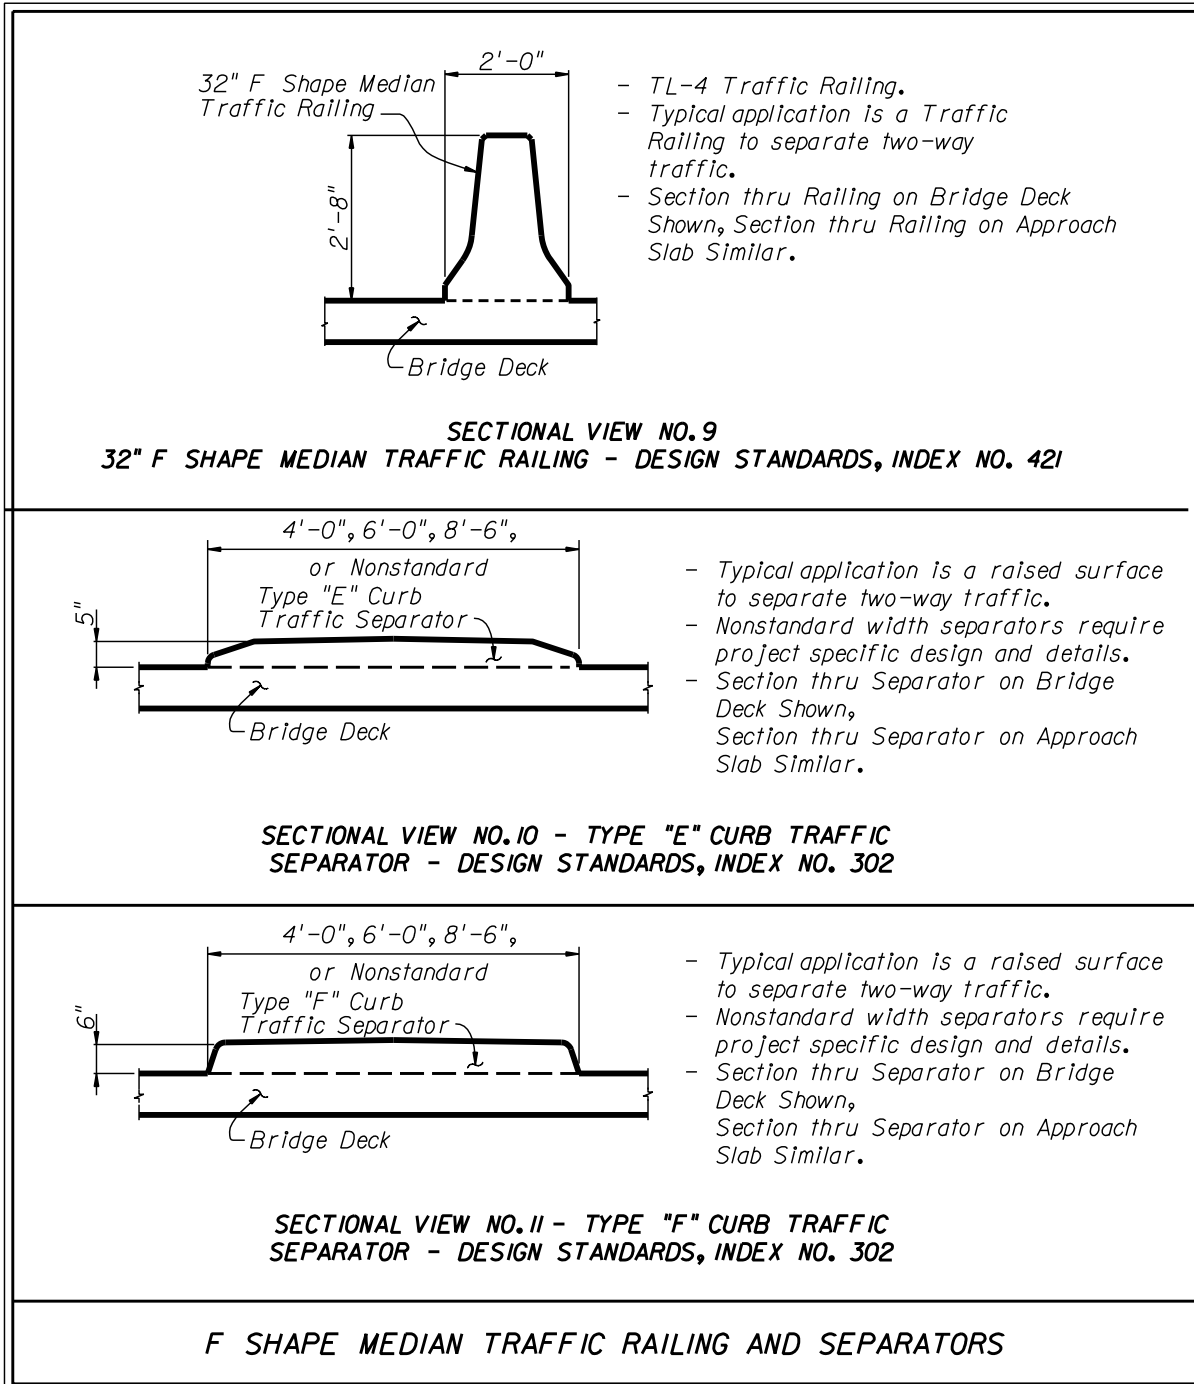 2'-0"
32" F Shape Median
Traffic Railing
2'-8"
Bridge Deck
- TL-4 Traffic Railing.
- Typical application is a Traffic
Railing to separate two-way
traffic.
- Section thru Railing on Bridge Deck
Shown, Section thru Railing on Approach
Slab Similar.
SECTIONAL VIEW NO. 9
32" F SHAPE MEDIAN TRAFFIC RAILING - DESIGN STANDARDS, INDEX NO. 421
4'-0", 6'-0", 8'-6",
or Nonstandard
Type "E" Curb
Traffic Separator
5"
Bridge Deck
- Typical application is a raised surface
to separate two-way traffic.
- Nonstandard width separators require
project specific design and details.
- Section thru Separator on Bridge
Deck Shown,
Section thru Separator on Approach
Slab Similar.
SECTIONAL VIEW NO. 10 - TYPE "E" CURB TRAFFIC
SEPARATOR - DESIGN STANDARDS, INDEX NO. 302
4'-0", 6'-0", 8'-6",
or Nonstandard
Type "F" Curb
Traffic Separator
6"
Bridge Deck
- Typical application is a raised surface
to separate two-way traffic.
- Nonstandard width separators require
project specific design and details.
- Section thru Separator on Bridge
Deck Shown,
Section thru Separator on Approach
Slab Similar.
SECTIONAL VIEW NO. 11 - TYPE "F" CURB TRAFFIC
SEPARATOR - DESIGN STANDARDS, INDEX NO. 302
F SHAPE MEDIAN TRAFFIC RAILING AND SEPARATORS